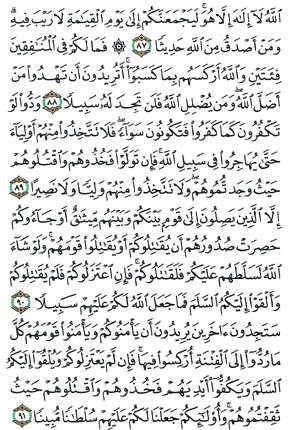 ٱللَّهُ لَآ إِلَٰهَ إِلَّا هُوَ ۚ لَيَجْمَعَنَّكُمْ إِلَىٰ يَوْمِ ٱلْقِيَٰمَةِ لَا رَيْبَ فِيهِ ۗ
وَمَنْ أَصْدَقُ مِنَ ٱللَّهِ حَدِيثًا ٨٧ ۞ فَمَا لَكُمْ فِى ٱلْمُنَٰفِقِينَ
فِئَتَيْنِ وَٱللَّهُ أَرْكَسَهُم بِمَا كَسَبُوٓا۟ ۚ أَتُرِيدُونَ أَن تَهْدُوا۟ مَنْ
أَضَلَّ ٱللَّهُ ۖ وَمَن يُضْلِلِ ٱللَّهُ فَلَن تَجِدَ لَهُۥ سَبِيلًا ٨٨ وَدُّوا۟ لَوْ
تَكْفُرُونَ كَمَا كَفَرُوا۟ فَتَكُونُونَ سَوَآءً ۖ فَلَا تَتَّخِذُوا۟ مِنْهُمْ أَوْلِيَآءَ
حَتَّىٰ يُهَاجِرُوا۟ فِى سَبِيلِ ٱللَّهِ ۚ فَإِن تَوَلَّوْا۟ فَخُذُوهُمْ وَٱقْتُلُوهُمْ
حَيْثُ وَجَدتُّمُوهُمْ ۖ وَلَا تَتَّخِذُوا۟ مِنْهُمْ وَلِيًّا وَلَا نَصِيرًا ٨٩
إِلَّا ٱلَّذِينَ يَصِلُونَ إِلَىٰ قَوْمٍۭ بَيْنَكُمْ وَبَيْنَهُم مِّيثَٰقٌ أَوْ جَآءُوكُمْ
حَصِرَتْ صُدُورُهُمْ أَن يُقَٰتِلُوكُمْ أَوْ يُقَٰتِلُوا۟ قَوْمَهُمْ ۚ وَلَوْ شَآءَ
ٱللَّهُ لَسَلَّطَهُمْ عَلَيْكُمْ فَلَقَٰتَلُوكُمْ ۚ فَإِنِ ٱعْتَزَلُوكُمْ فَلَمْ يُقَٰتِلُوكُمْ
وَأَلْقَوْا۟ إِلَيْكُمُ ٱلسَّلَمَ فَمَا جَعَلَ ٱللَّهُ لَكُمْ عَلَيْهِمْ سَبِيلًا ٩٠
سَتَجِدُونَ ءَاخَرِينَ يُرِيدُونَ أَن يَأْمَنُوكُمْ وَيَأْمَنُوا۟ قَوْمَهُمْ كُلَّ
مَا رُدُّوٓا۟ إِلَى ٱلْفِتْنَةِ أُرْكِسُوا۟ فِيهَا ۚ فَإِن لَّمْ يَعْتَزِلُوكُمْ وَيُلْقُوٓا۟ إِلَيْكُمُ
ٱلسَّلَمَ وَيَكُفُّوٓا۟ أَيْدِيَهُمْ فَخُذُوهُمْ وَٱقْتُلُوهُمْ حَيْثُ
ثَقِفْتُمُوهُمْ ۚ وَأُو۟لَٰٓئِكُمْ جَعَلْنَا لَكُمْ عَلَيْهِمْ سُلْطَٰنًا مُّبِينًا ٩١